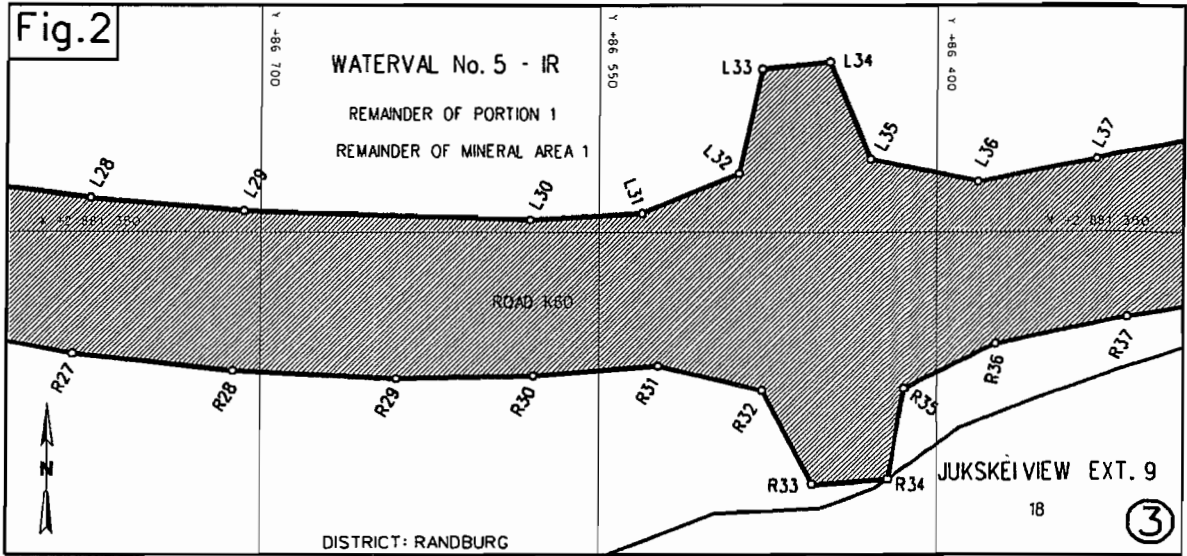 Fig.2
Y +86 700
Y +86 550
Y +86 400
WATERVAL No. 5 - IR
REMAINDER OF PORTION 1
REMAINDER OF MINERAL AREA 1
L33
L34
L32
L35
L36
L37
L28
L29
L30
L31
X +2 881 350
X +2 881 350
ROAD K60
R27
R28
R29
R30
R31
R32
R33
R34
R35
R36
R37
N
JUKSKEIVIEW EXT. 9
18
3
DISTRICT: RANDBURG